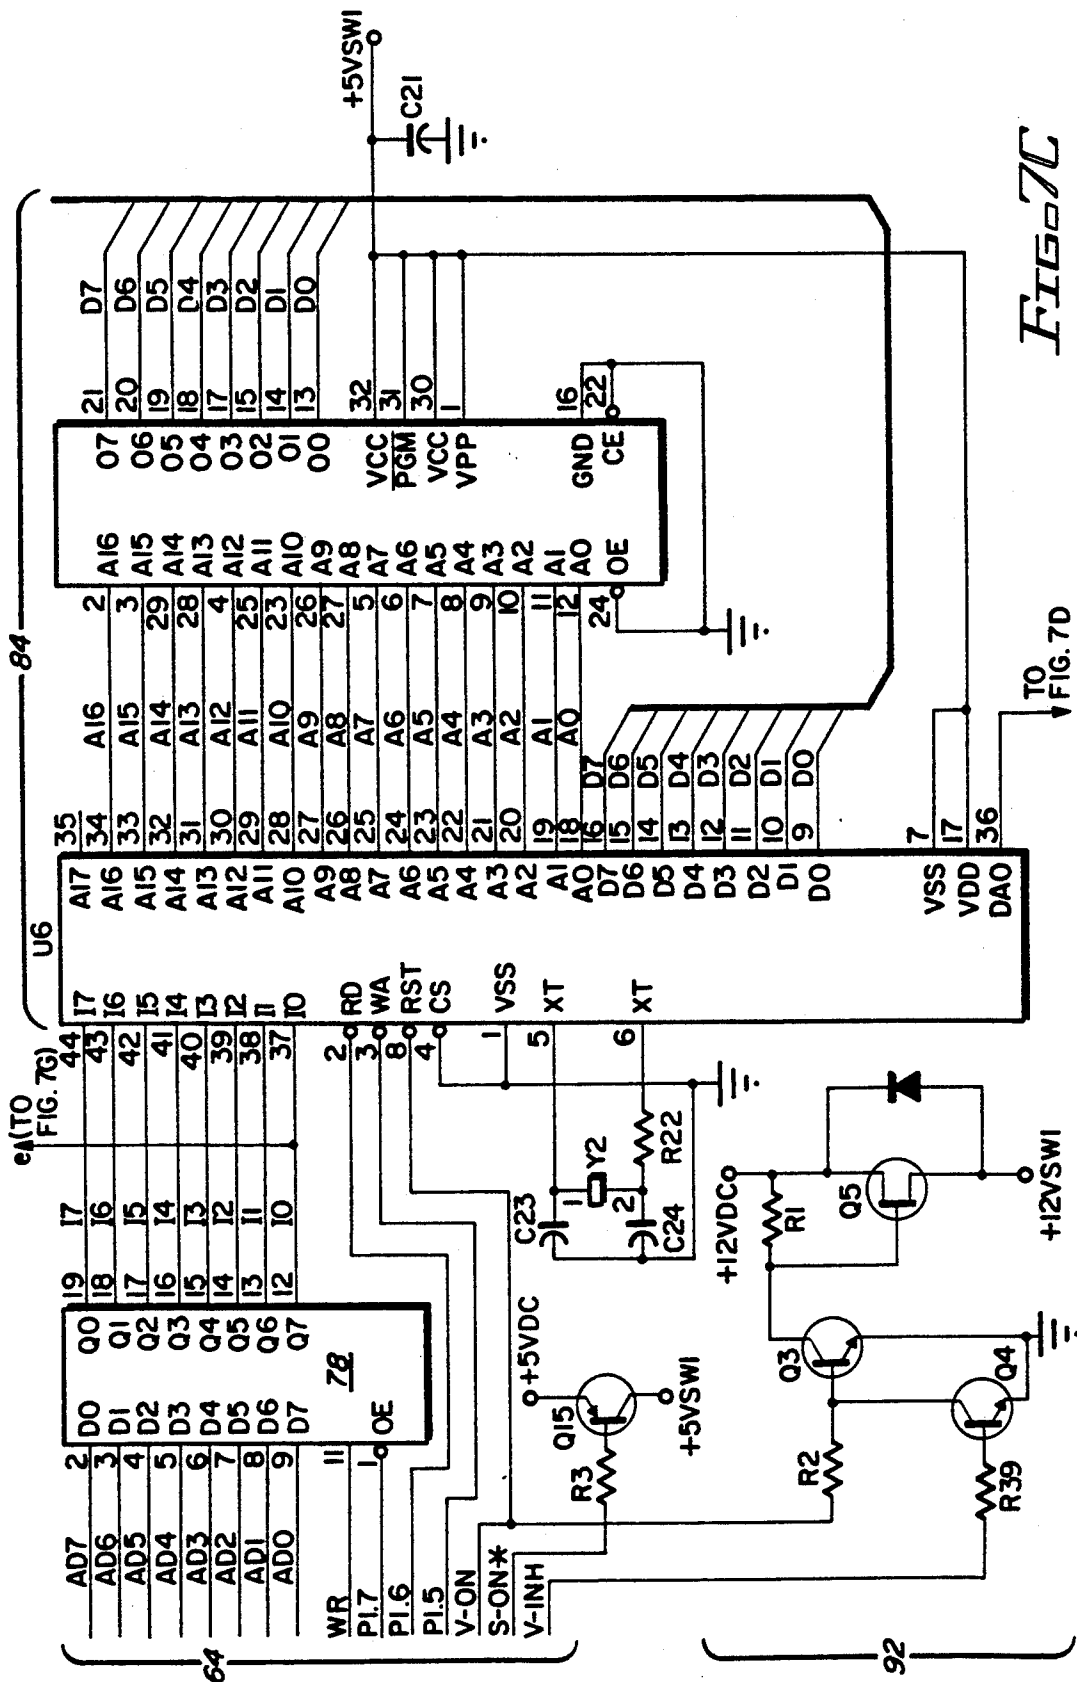 84
64
92
+5VSW1
C21
AD7
AD6
AD5
AD4
AD3
AD2
AD1
AD0
WR
P1.7
P1.6
P1.5
V-ON
S-ON*
V-INH
2
3
4
5
6
7
8
9
11
1
D0
D1
D2
D3
D4
D5
D6
D7
OE
78
Q0
Q1
Q2
Q3
Q4
Q5
Q6
Q7
19
18
17
16
15
14
13
12
I7
I6
I5
I4
I3
I2
I1
I0
e(TO
FIG. 7G)
44
43
42
41
40
39
38
37
2
3
8
4
1
5
6
U6
I7
I6
I5
I4
I3
I2
I1
I0
RD
WA
RST
CS
VSS
XT
XT
A17
A16
A15
A14
A13
A12
A11
A10
A9
A8
A7
A6
A5
A4
A3
A2
A1
A0
D7
D6
D5
D4
D3
D2
D1
D0
VSS
VDD
DAO
35
34
33
32
31
30
29
28
27
26
25
24
23
22
21
20
19
18
16
15
14
13
12
11
10
9
7
17
36
A16
A15
A14
A13
A12
A11
A10
A9
A8
A7
A6
A5
A4
A3
A2
A1
A0
D7
D6
D5
D4
D3
D2
D1
D0
TO
FIG. 7D
2
3
29
28
4
25
23
26
27
5
6
7
8
9
10
11
12
24
A16
A15
A14
A13
A12
A11
A10
A9
A8
A7
A6
A5
A4
A3
A2
A1
A0
OE
O7
O6
O5
O4
O3
O2
O1
O0
VCC
PGM
VCC
VPP
GND
CE
21
20
19
18
17
15
14
13
32
31
30
1
16
22
D7
D6
D5
D4
D3
D2
D1
D0
C23
1
Y2
2
C24
R22
+5VDC
Q15
R3
+5VSW1
+12VDC
R1
Q5
+12VSW1
Q3
R2
Q4
R39
FIG. 7C